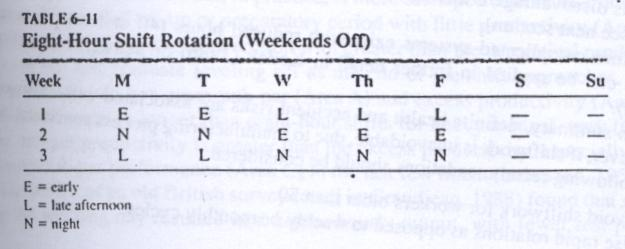 TABLE 6–11
Eight-Hour Shift Rotation (Weekends Off)
Week M T W Th F S Su
1 E E L L L — —
2 N N E E E — —
3 L L N N N — —
E = early
L = late afternoon
N = night